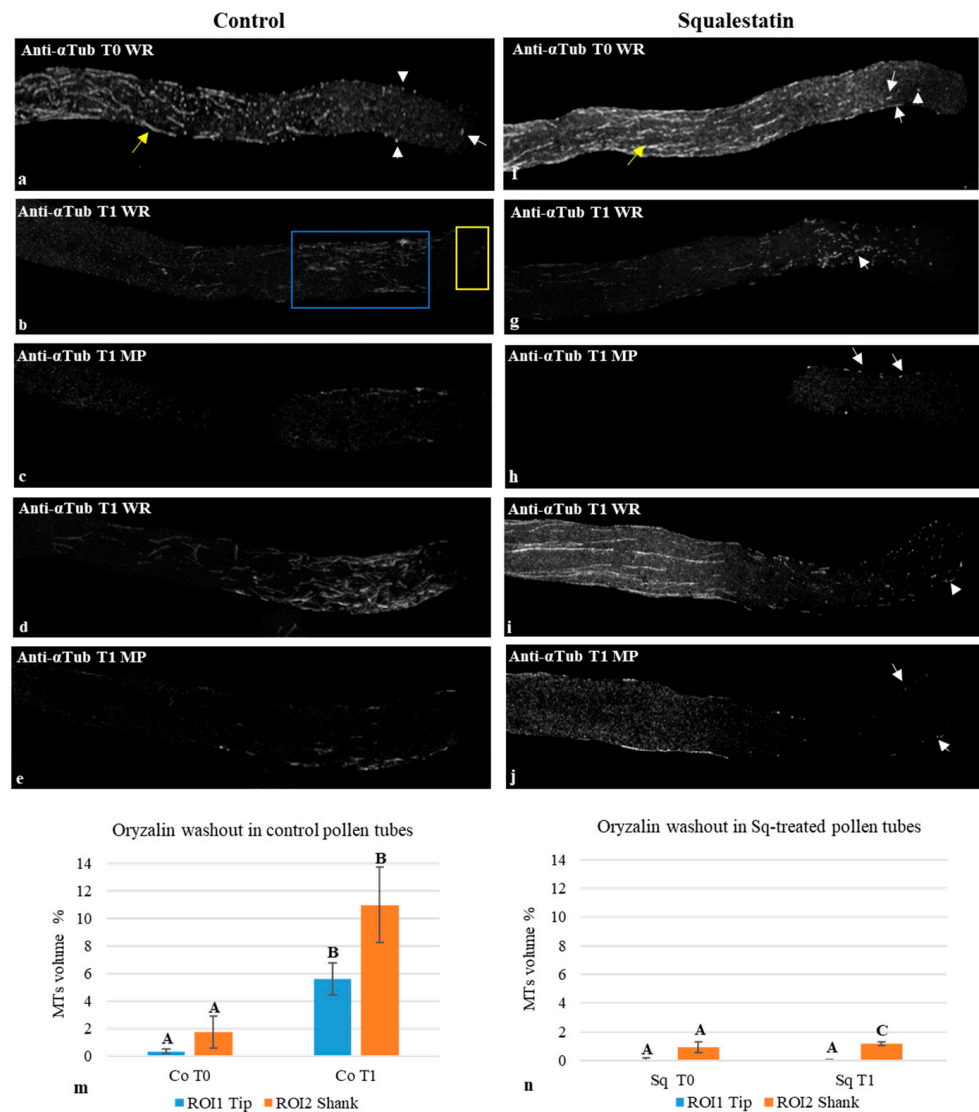 Control
Squalestatin
Anti-αTub T0 WR
a
Anti-αTub T0 WR
f
Anti-αTub T1 WR
b
Anti-αTub T1 WR
g
Anti-αTub T1 MP
c
Anti-αTub T1 MP
h
Anti-αTub T1 WR
d
Anti-αTub T1 WR
i
Anti-αTub T1 MP
e
Anti-αTub T1 MP
j
Oryzalin washout in control pollen tubes
MTs volume %
14
12
10
8
6
4
2
0
A
A
B
B
Co T0
Co T1
m
ROI1 Tip
ROI2 Shank
Oryzalin washout in Sq-treated pollen tubes
MTs volume %
14
12
10
8
6
4
2
0
A
A
A
C
Sq T0
Sq T1
n
ROI1 Tip
ROI2 Shank